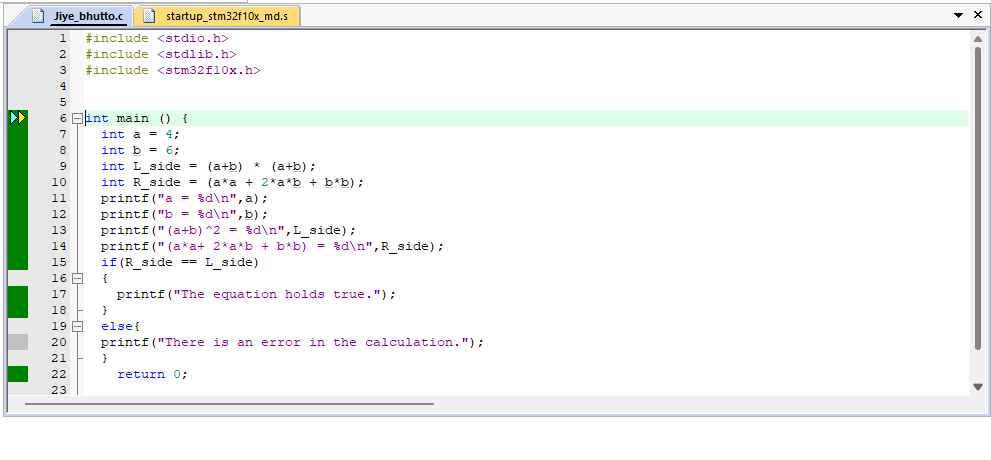 Jiye_bhutto.c startup_stm32f10x_md.s
1 #include <stdio.h>
2 #include <stdlib.h>
3 #include <stm32f10x.h>
4
5
6 int main () {
7 int a = 4;
8 int b = 6;
9 int L_side = (a+b) * (a+b);
10 int R_side = (a*a + 2*a*b + b*b);
11 printf("a = %d\n",a);
12 printf("b = %d\n",b);
13 printf("(a+b)^2 = %d\n",L_side);
14 printf("(a*a+ 2*a*b + b*b) = %d\n",R_side);
15 if(R_side == L_side)
16 {
17 printf("The equation holds true.");
18 }
19 else{
20 printf("There is an error in the calculation.");
21 }
22 return 0;
23